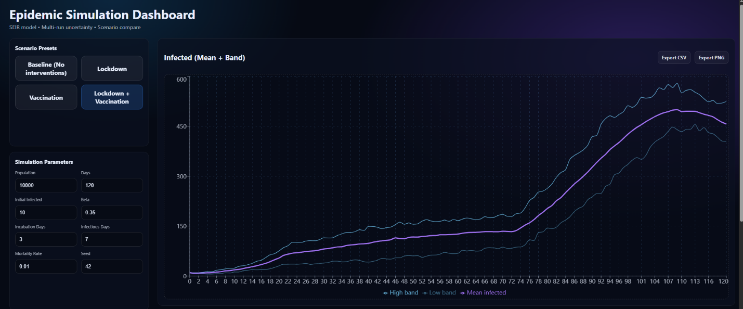 Epidemic Simulation Dashboard
SEIR model • Multi-run uncertainty • Scenario compare
Scenario Presets
Baseline (No
interventions)
Lockdown
Vaccination
Lockdown +
Vaccination
Simulation Parameters
Population
Days
10000
120
Initial Infected
Beta
10
0.35
Incubation Days
Infectious Days
3
7
Mortality Rate
Seed
0.01
42
Infected (Mean + Band)
Export CSV
Export PNG
600
450
300
150
0
0 2 4 6 8 10 12 14 16 18 20 22 24 26 28 30 32 34 36 38 40 42 44 46 48 50 52 54 56 58 60 62 64 66 68 70 72 74 76 78 80 82 84 86 88 90 92 94 96 98 101 104 107 110 113 116 120
High band Low band Mean Infected